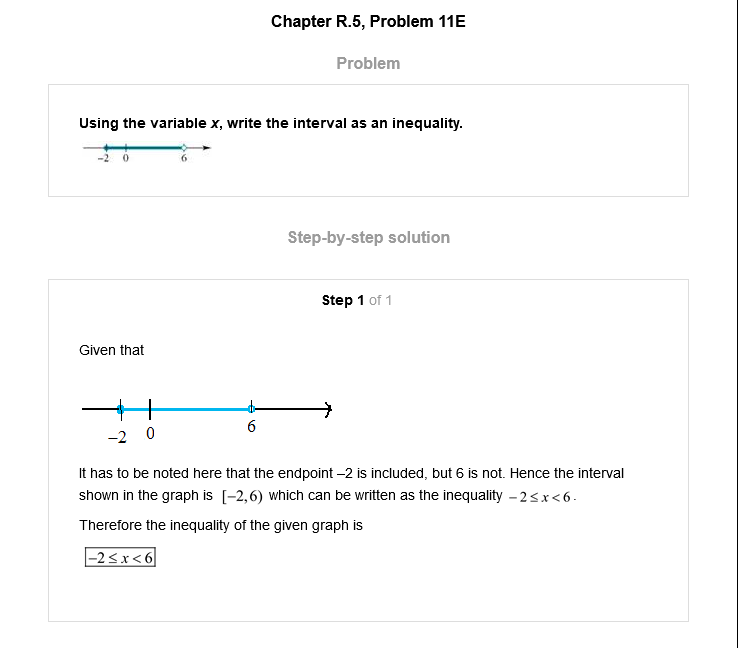 Chapter R.5, Problem 11E
Problem
Using the variable x, write the interval as an inequality.
−2 0 6
Step-by-step solution
Step 1 of 1
Given that
−2 0 6
It has to be noted here that the endpoint –2 is included, but 6 is not. Hence the interval
shown in the graph is [−2,6) which can be written as the inequality −2≤x<6.
Therefore the inequality of the given graph is
−2≤x<6